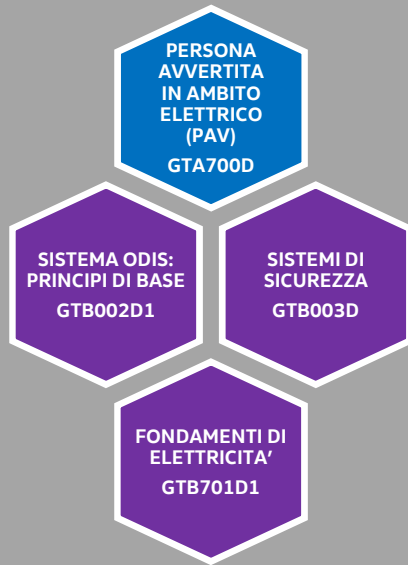 PERSONA
AVVERTITA
IN AMBITO
ELETTRICO
(PAV)
GTA700D
SISTEMA ODIS:
PRINCIPI DI BASE
GTB002D1
SISTEMI DI
SICUREZZA
GTB003D
FONDAMENTI DI
ELETTRICITA’
GTB701D1